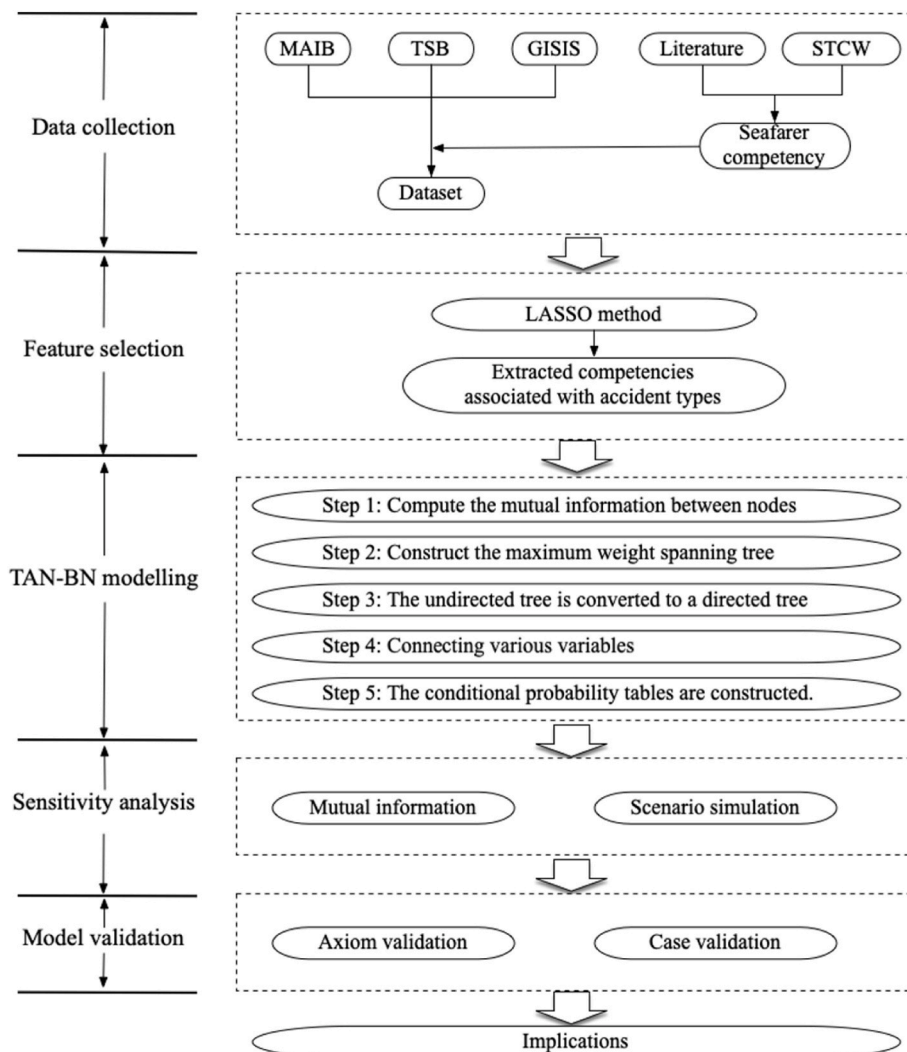 MAIB
TSB
GISIS
Literature
STCW
Data collection
Seafarer
competency
Dataset
LASSO method
Feature selection
Extracted competencies
associated with accident types
Step 1: Compute the mutual information between nodes
Step 2: Construct the maximum weight spanning tree
TAN-BN modelling
Step 3: The undirected tree is converted to a directed tree
Step 4: Connecting various variables
Step 5: The conditional probability tables are constructed.
Sensitivity analysis
Mutual information
Scenario simulation
Model validation
Axiom validation
Case validation
Implications